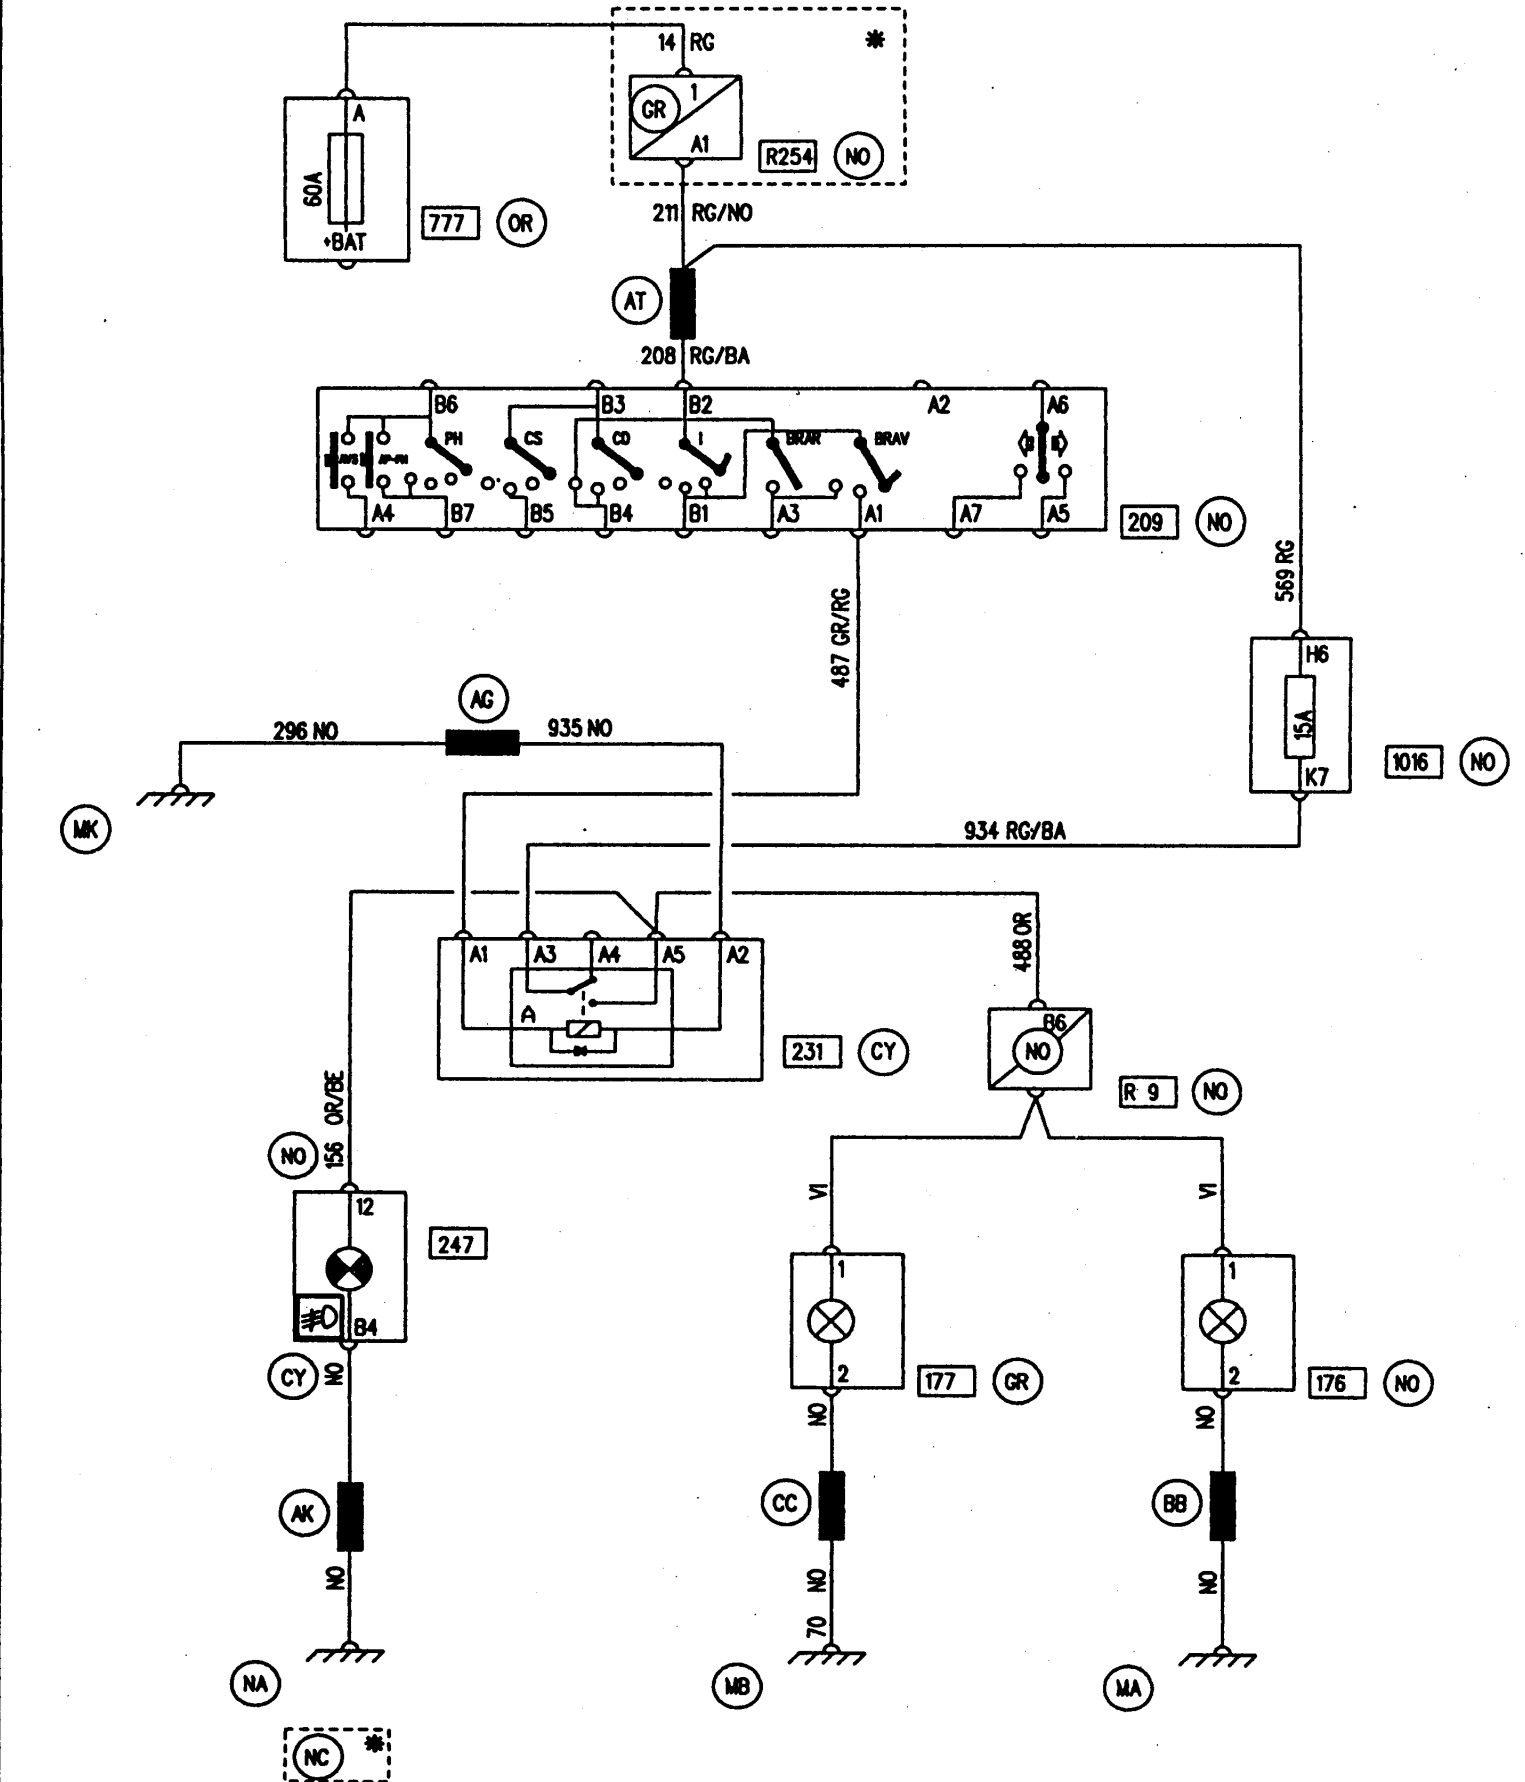 14 RG
*
GR
1
A1
R254
NO
A
60A
+BAT
777
OR
211 RG/NO
AT
208 RG/BA
B6
B3
B2
A2
A6
PH
CS
CO
I
BRAR
BRAV
AVS
AP-PH
A4
B7
B5
B4
B1
A3
A1
A7
A5
209
NO
569 RG
487 GR/RG
H6
15A
K7
1016
NO
AG
296 NO
935 NO
MK
934 RG/BA
A1
A3
A4
A5
A2
A
231
CY
488 OR
B6
NO
R 9
NO
156 OR/BE
NO
12
247
B4
CY
NO
VI
VI
1
2
177
GR
1
2
176
NO
NO
NO
AK
CC
BB
NO
70 NO
NO
NA
MB
MA
NC
*